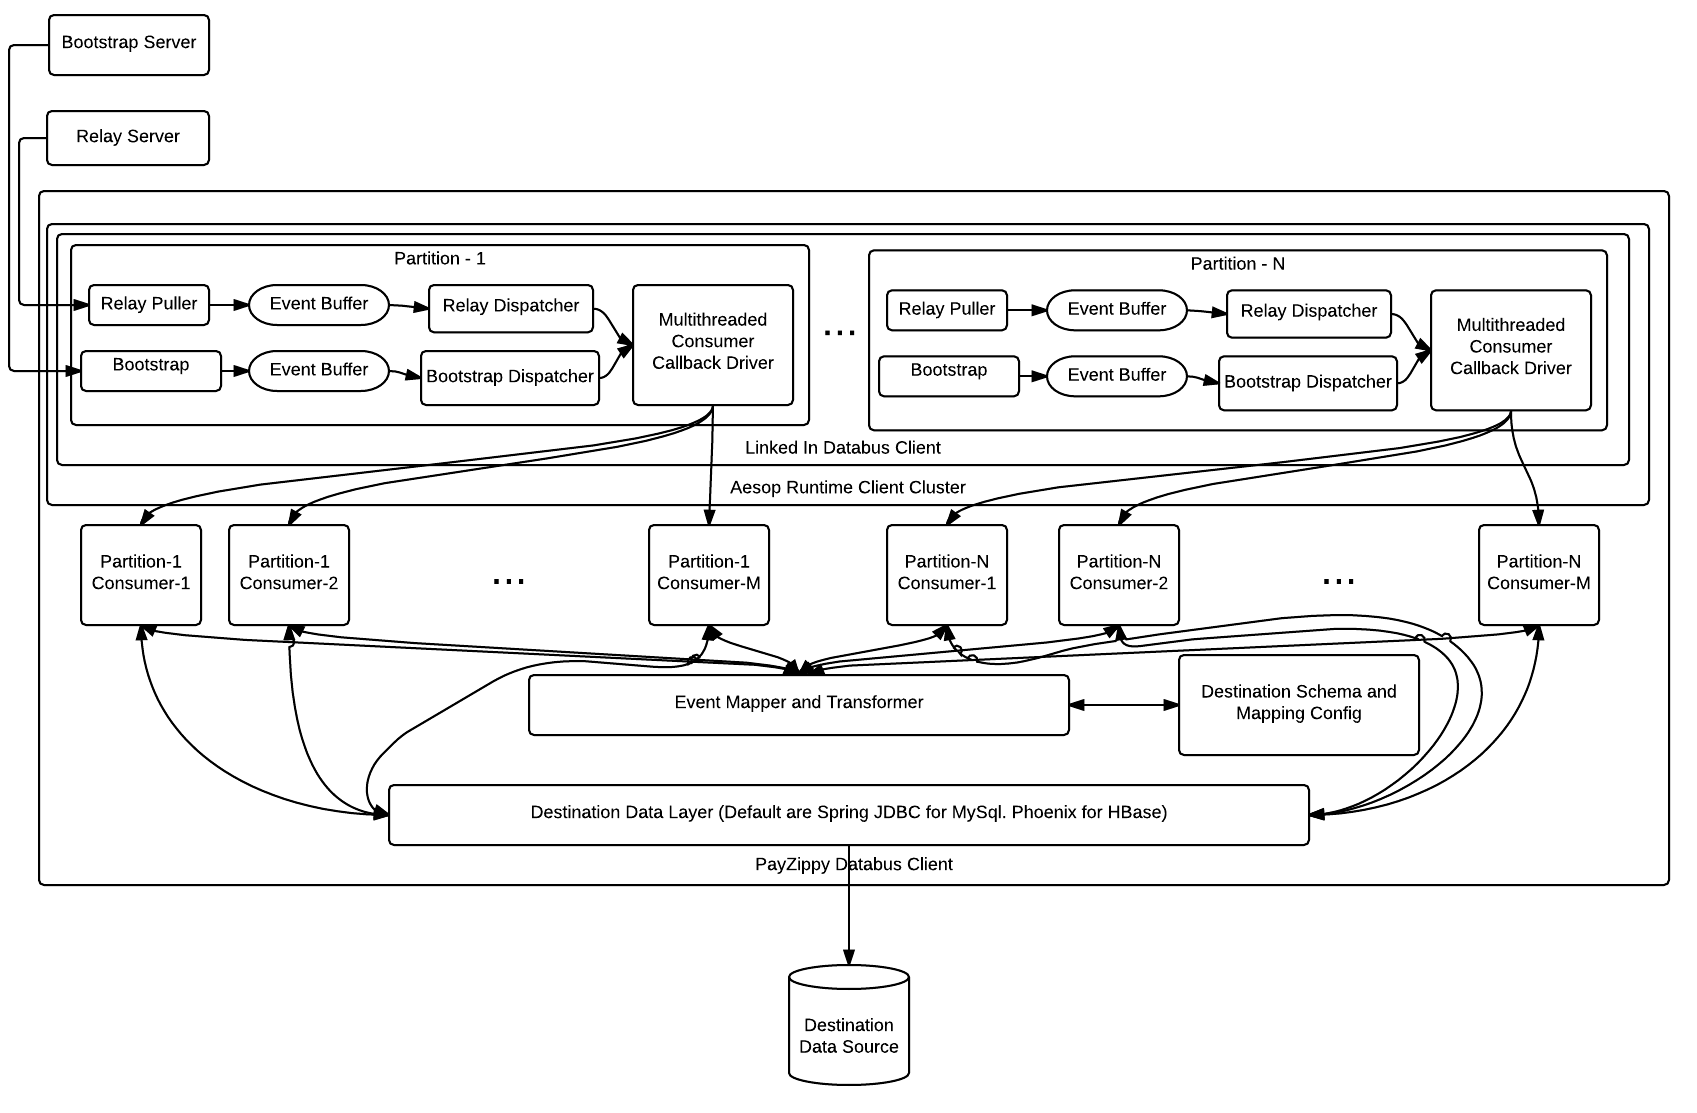 Bootstrap Server
Relay Server
Partition - 1
Relay Puller
Event Buffer
Relay Dispatcher
Bootstrap
Event Buffer
Bootstrap Dispatcher
Multithreaded
Consumer
Callback Driver
...
Partition - N
Relay Puller
Event Buffer
Relay Dispatcher
Bootstrap
Event Buffer
Bootstrap Dispatcher
Multithreaded
Consumer
Callback Driver
Linked In Databus Client
Aesop Runtime Client Cluster
Partition-1
Consumer-1
Partition-1
Consumer-2
...
Partition-1
Consumer-M
Partition-N
Consumer-1
Partition-N
Consumer-2
...
Partition-N
Consumer-M
Event Mapper and Transformer
Destination Schema and
Mapping Config
Destination Data Layer (Default are Spring JDBC for MySql. Phoenix for HBase)
PayZippy Databus Client
Destination
Data Source